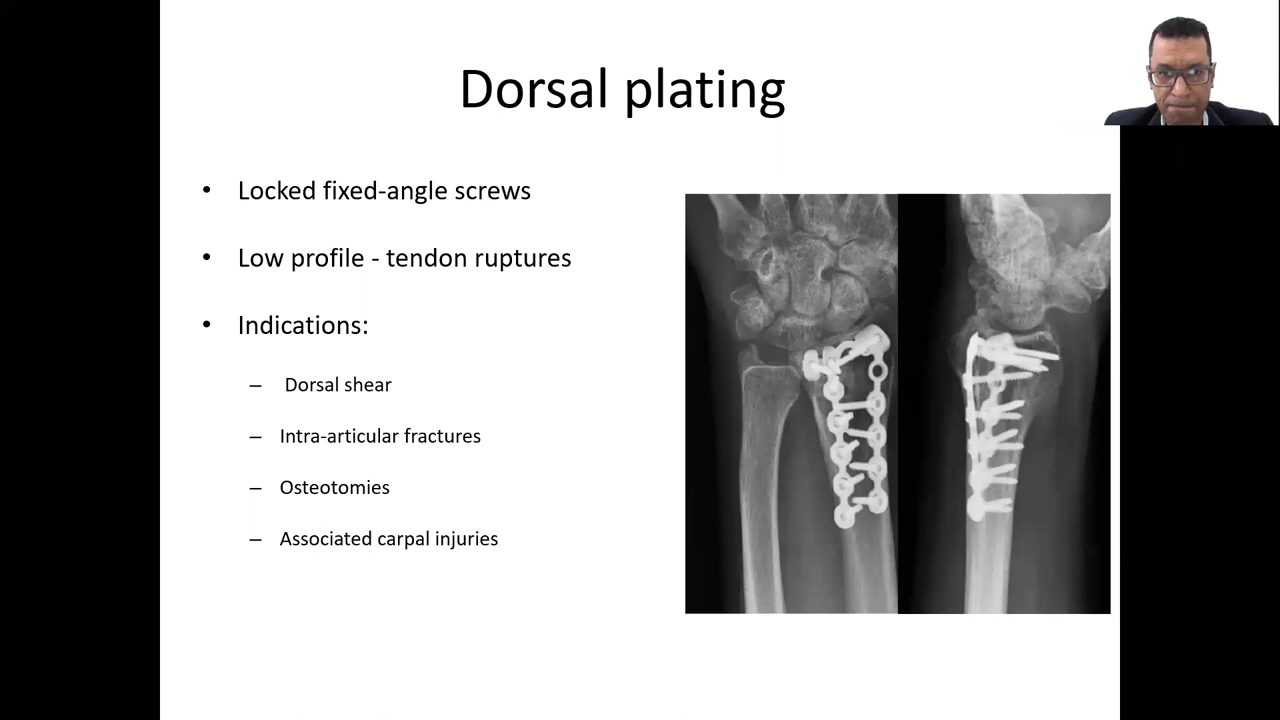 Dorsal plating
• Locked fixed-angle screws
• Low profile - tendon ruptures
• Indications:
– Dorsal shear
– Intra-articular fractures
– Osteotomies
– Associated carpal injuries